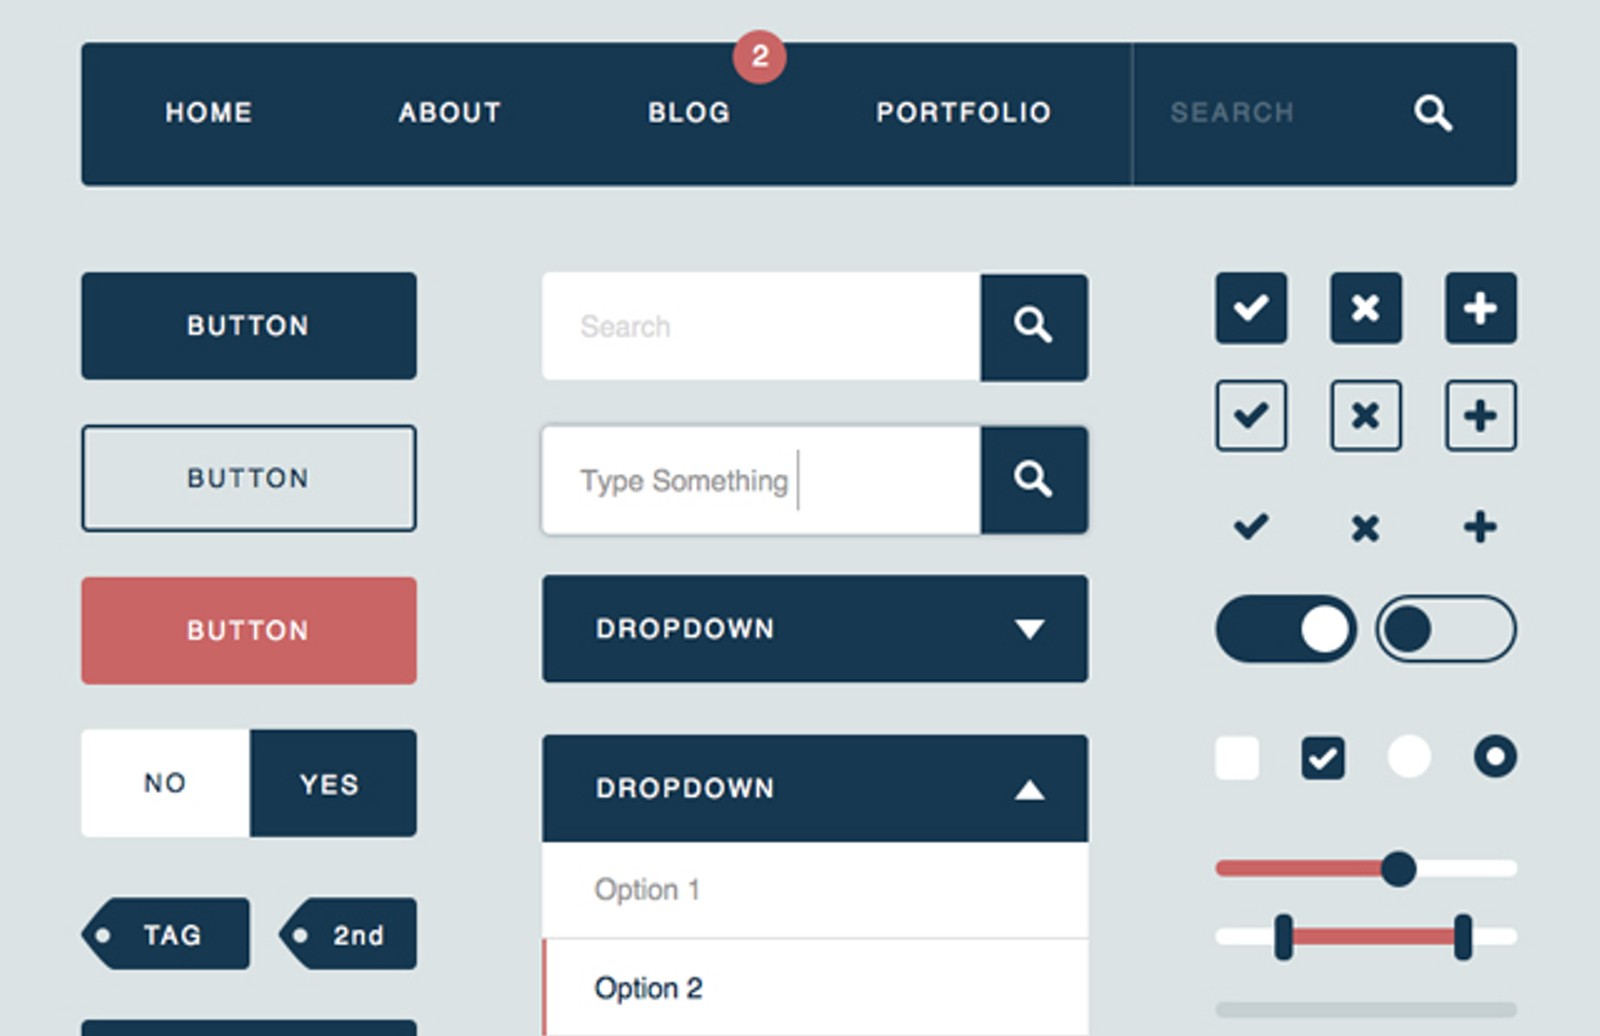 2
HOME ABOUT BLOG PORTFOLIO SEARCH
BUTTON
BUTTON
BUTTON
NO YES
TAG 2nd
Search
Type Something
DROPDOWN
DROPDOWN
Option 1
Option 2